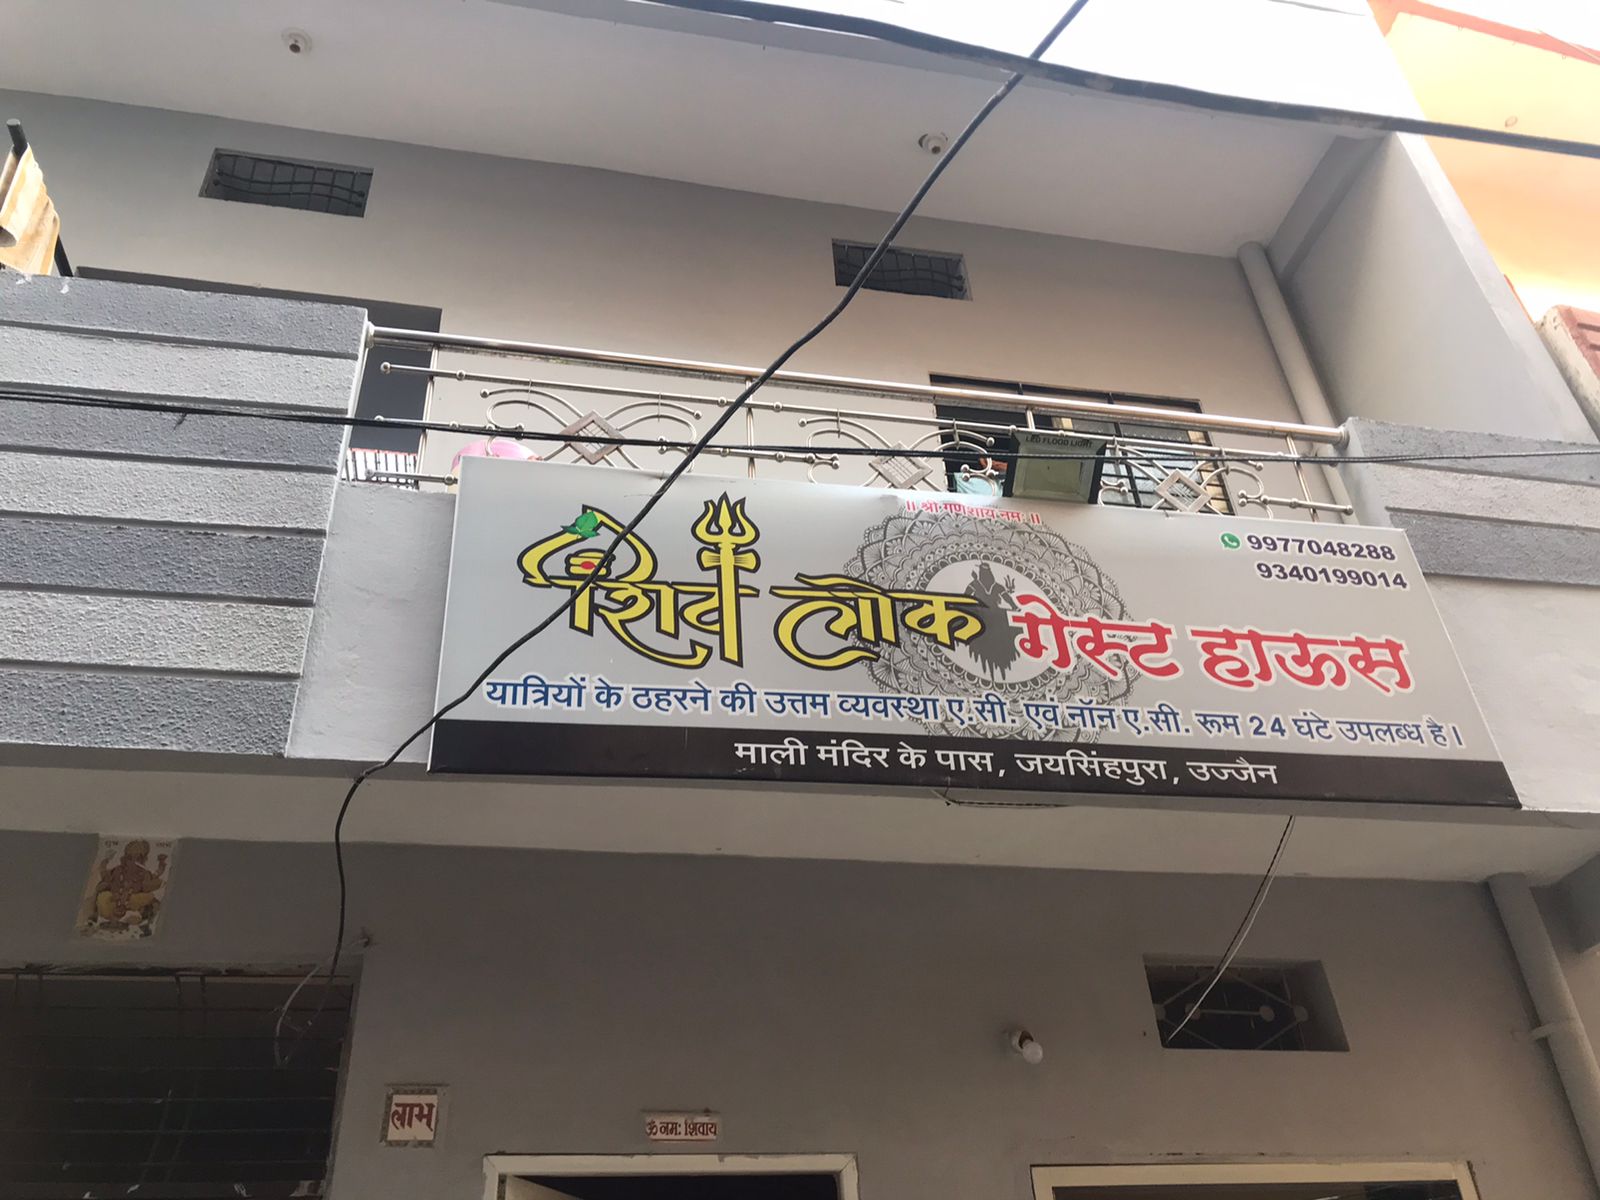 LED FLOOD LIGHT
॥ श्री गणेशाय नमः ॥
9977048288
9340199014
शिव लोक गेस्ट हाऊस
यात्रियों के ठहरने की उत्तम व्यवस्था ए.सी. एवं नॉन ए.सी. रूम 24 घंटे उपलब्ध है।
माली मंदिर के पास, जयसिंहपुरा, उज्जैन
शुभ लाभ
लाभ
ॐ नमः शिवाय